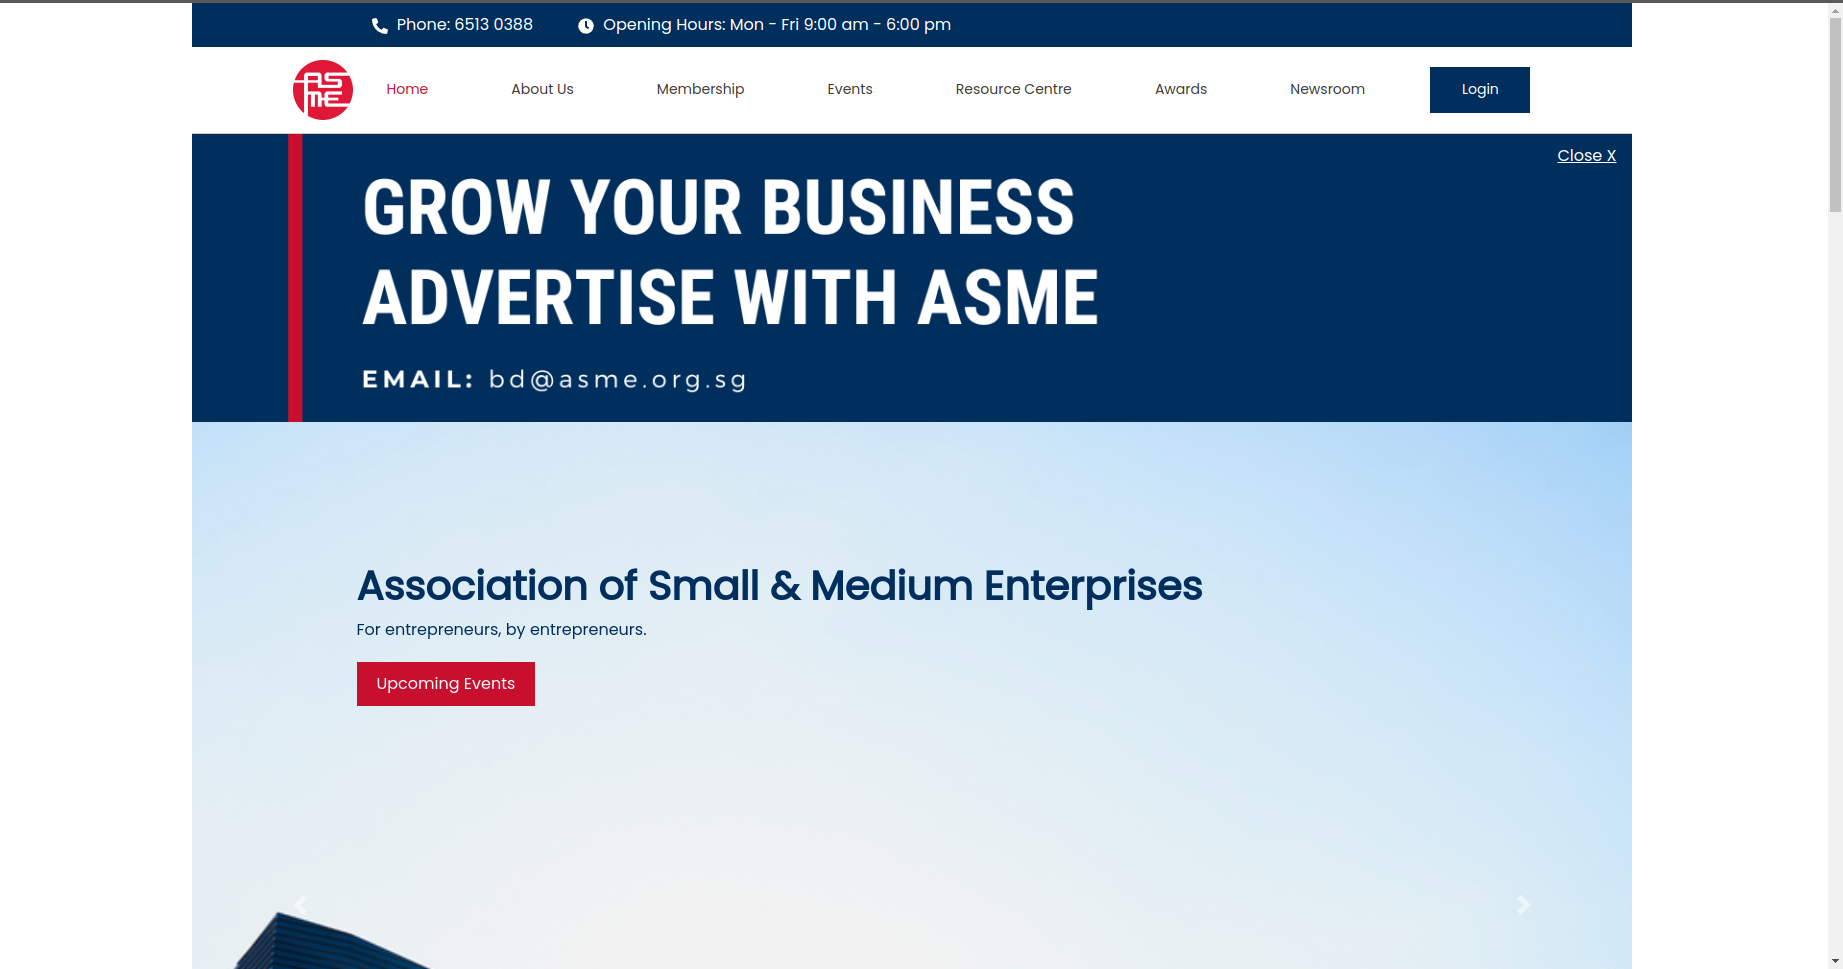 Phone: 6513 0388 Opening Hours: Mon - Fri 9:00 am - 6:00 pm
ASME Home About Us Membership Events Resource Centre Awards Newsroom Login
Close X
GROW YOUR BUSINESS
ADVERTISE WITH ASME
EMAIL: bd@asme.org.sg
Association of Small & Medium Enterprises
For entrepreneurs, by entrepreneurs.
Upcoming Events